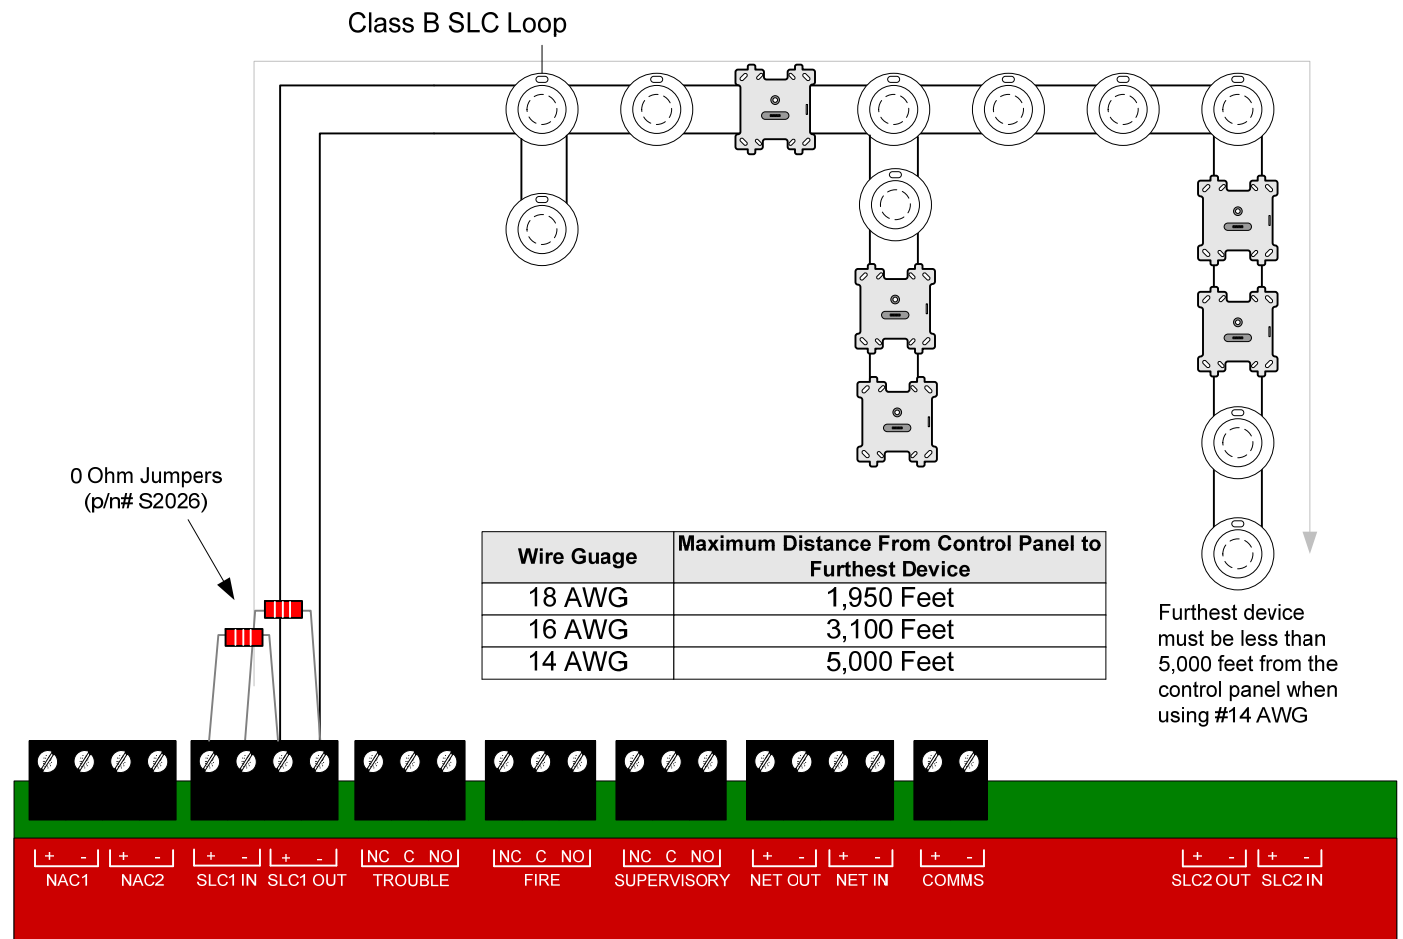 Class B SLC Loop
0 Ohm Jumpers
(p/n# S2026)
Wire Guage
Maximum Distance From Control Panel to
Furthest Device
18 AWG
1,950 Feet
16 AWG
3,100 Feet
14 AWG
5,000 Feet
Furthest device
must be less than
5,000 feet from the
control panel when
using #14 AWG
+ - + - + - + - NC C NO NC C NO NC C NO + - + - + - + - + -
NAC1 NAC2 SLC1 IN SLC1 OUT TROUBLE FIRE SUPERVISORY NET OUT NET IN COMMS SLC2 OUT SLC2 IN